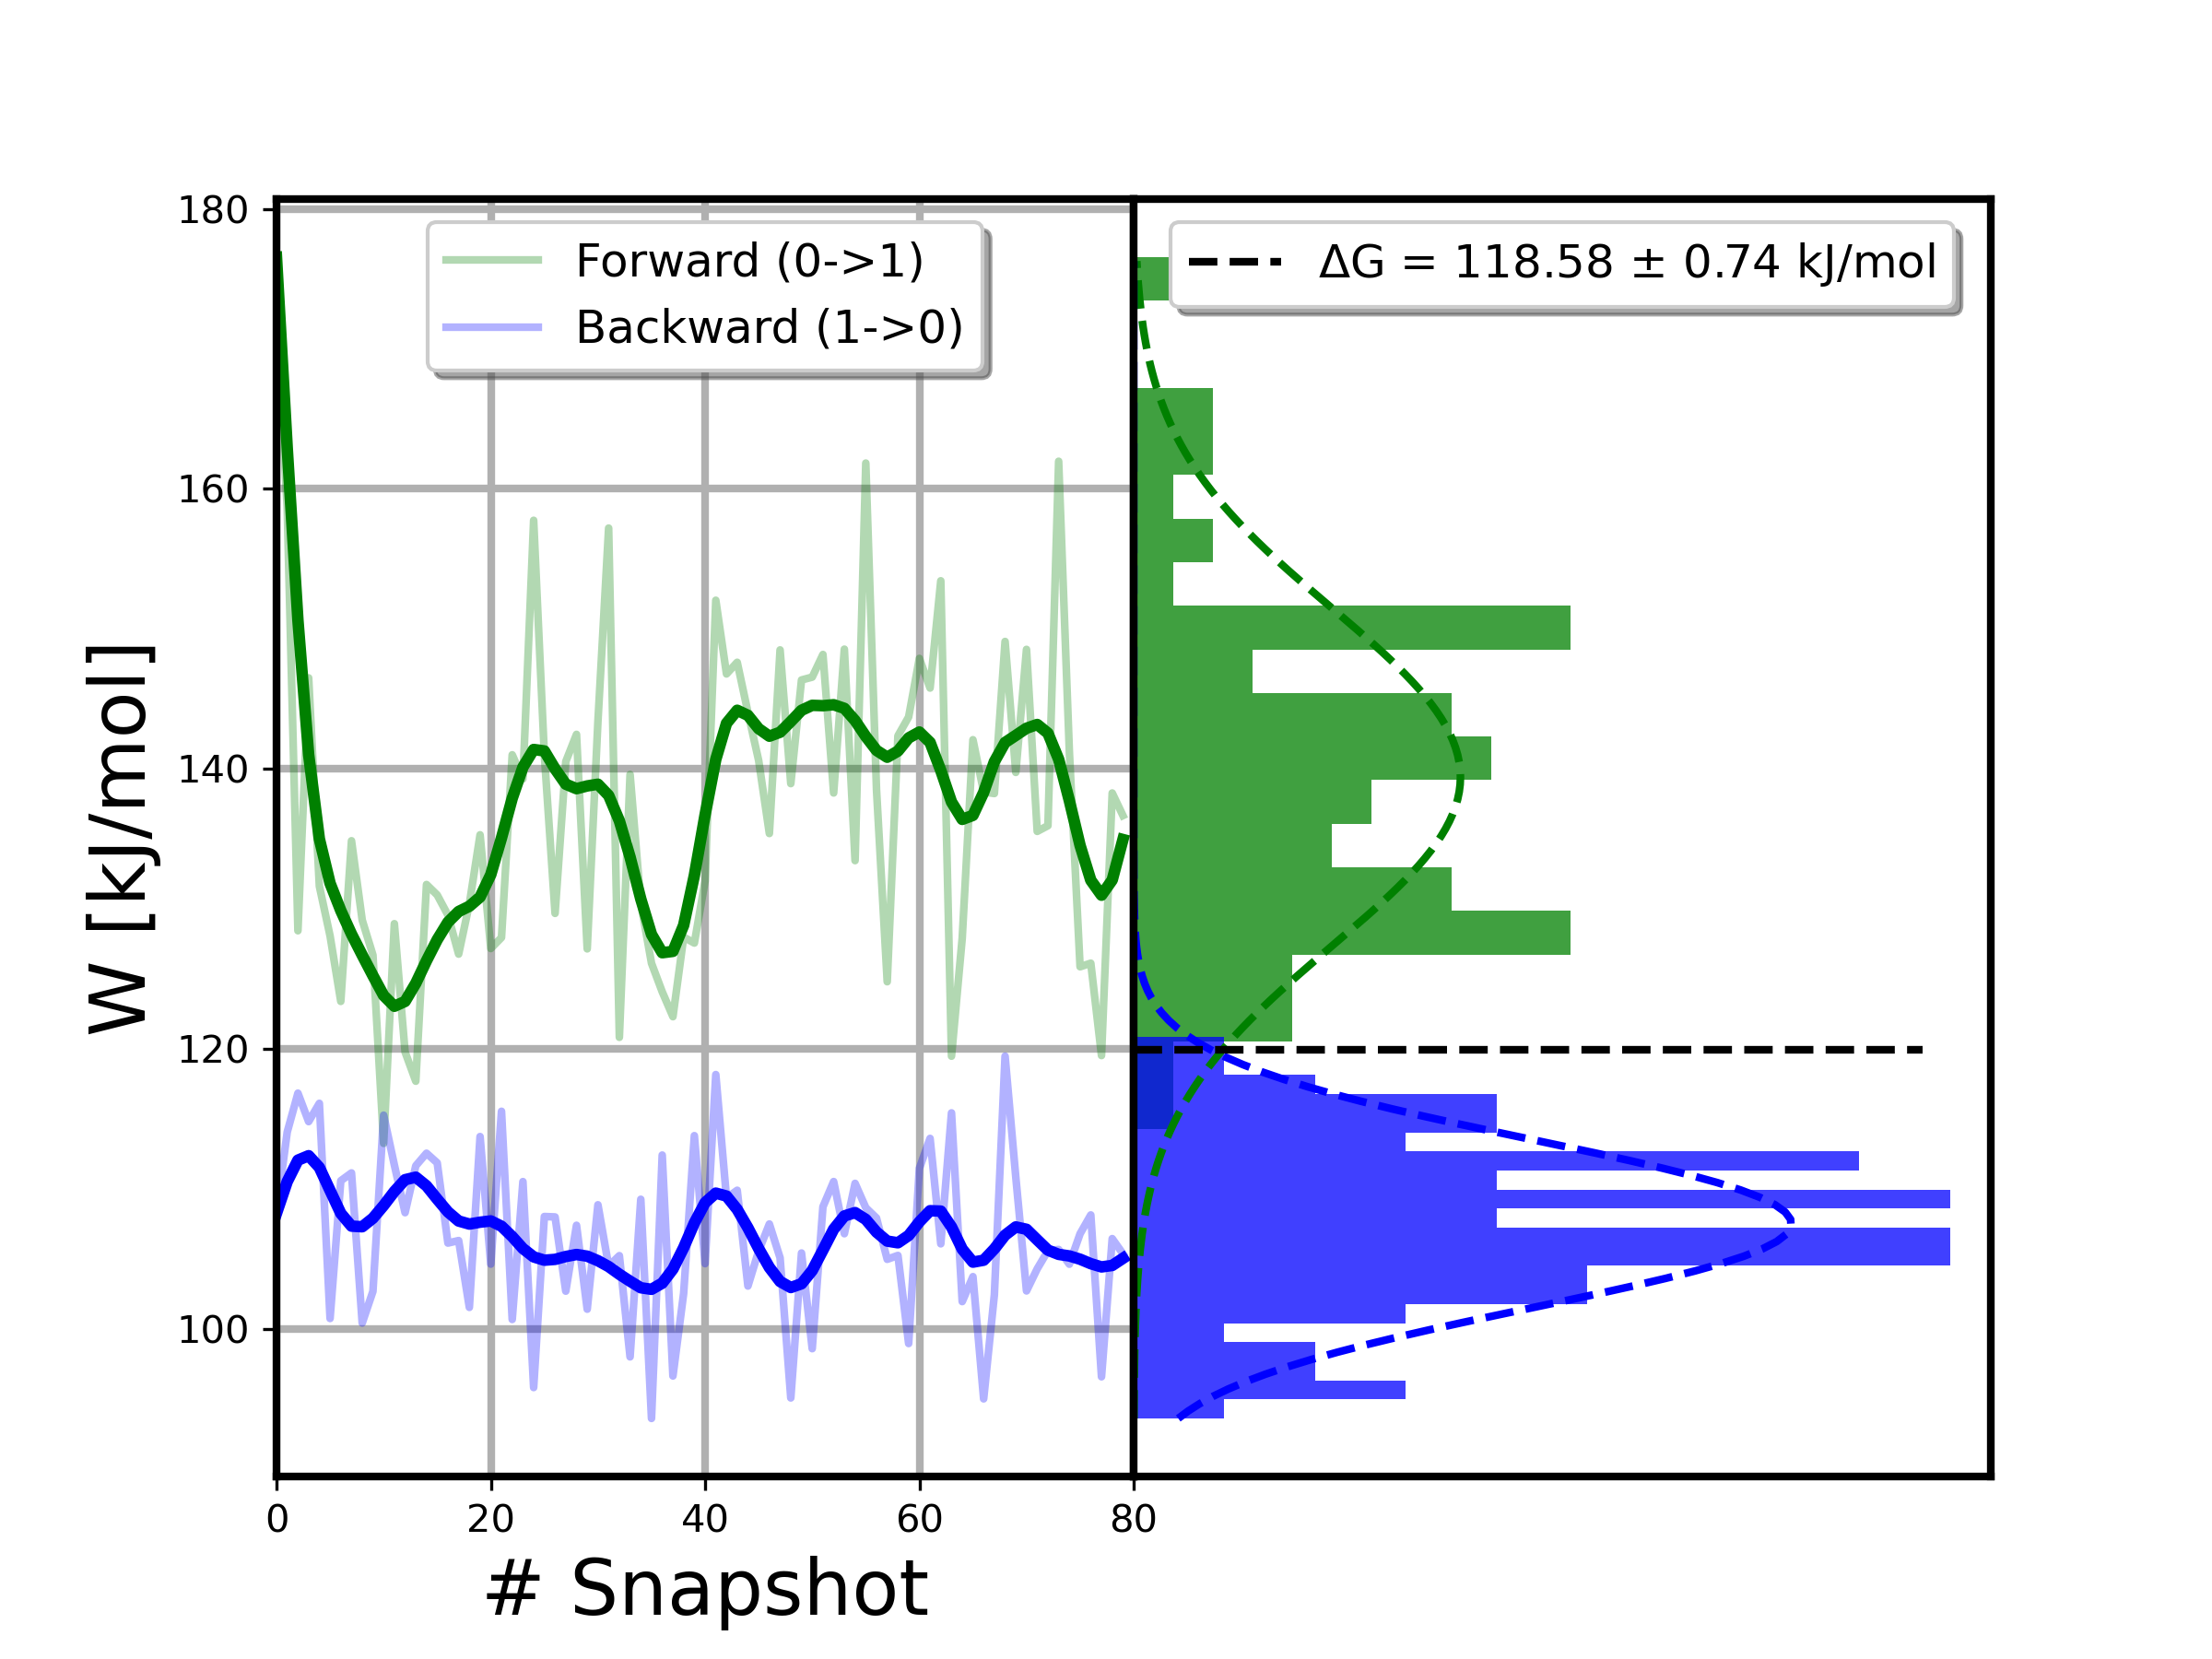 Forward (0->1)
Backward (1->0)
ΔG = 118.58 ± 0.74 kJ/mol
W [kJ/mol]
180
160
140
120
100
0 20 40 60 80
# Snapshot